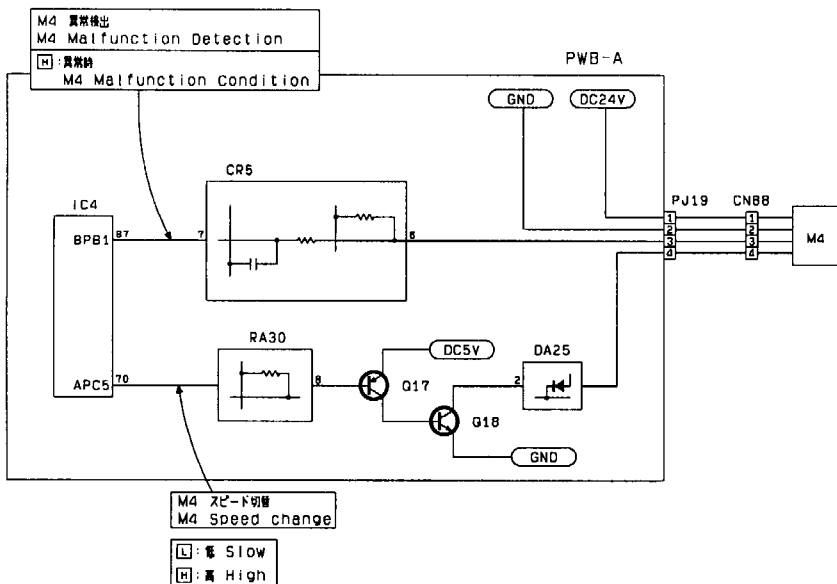 M4 異常検出
M4 Malfunction Detection
H : 異常時
M4 Malfunction Condition
PWB-A
GND
DC24V
CR5
PJ19
CN88
IC4
BPB1
87
7
6
1
2
3
4
1
2
3
4
M4
RA30
DC5V
DA25
APC5
70
8
Q17
2
Q18
GND
M4 スピード切替
M4 Speed change
L : 低 Slow
H : 高 High